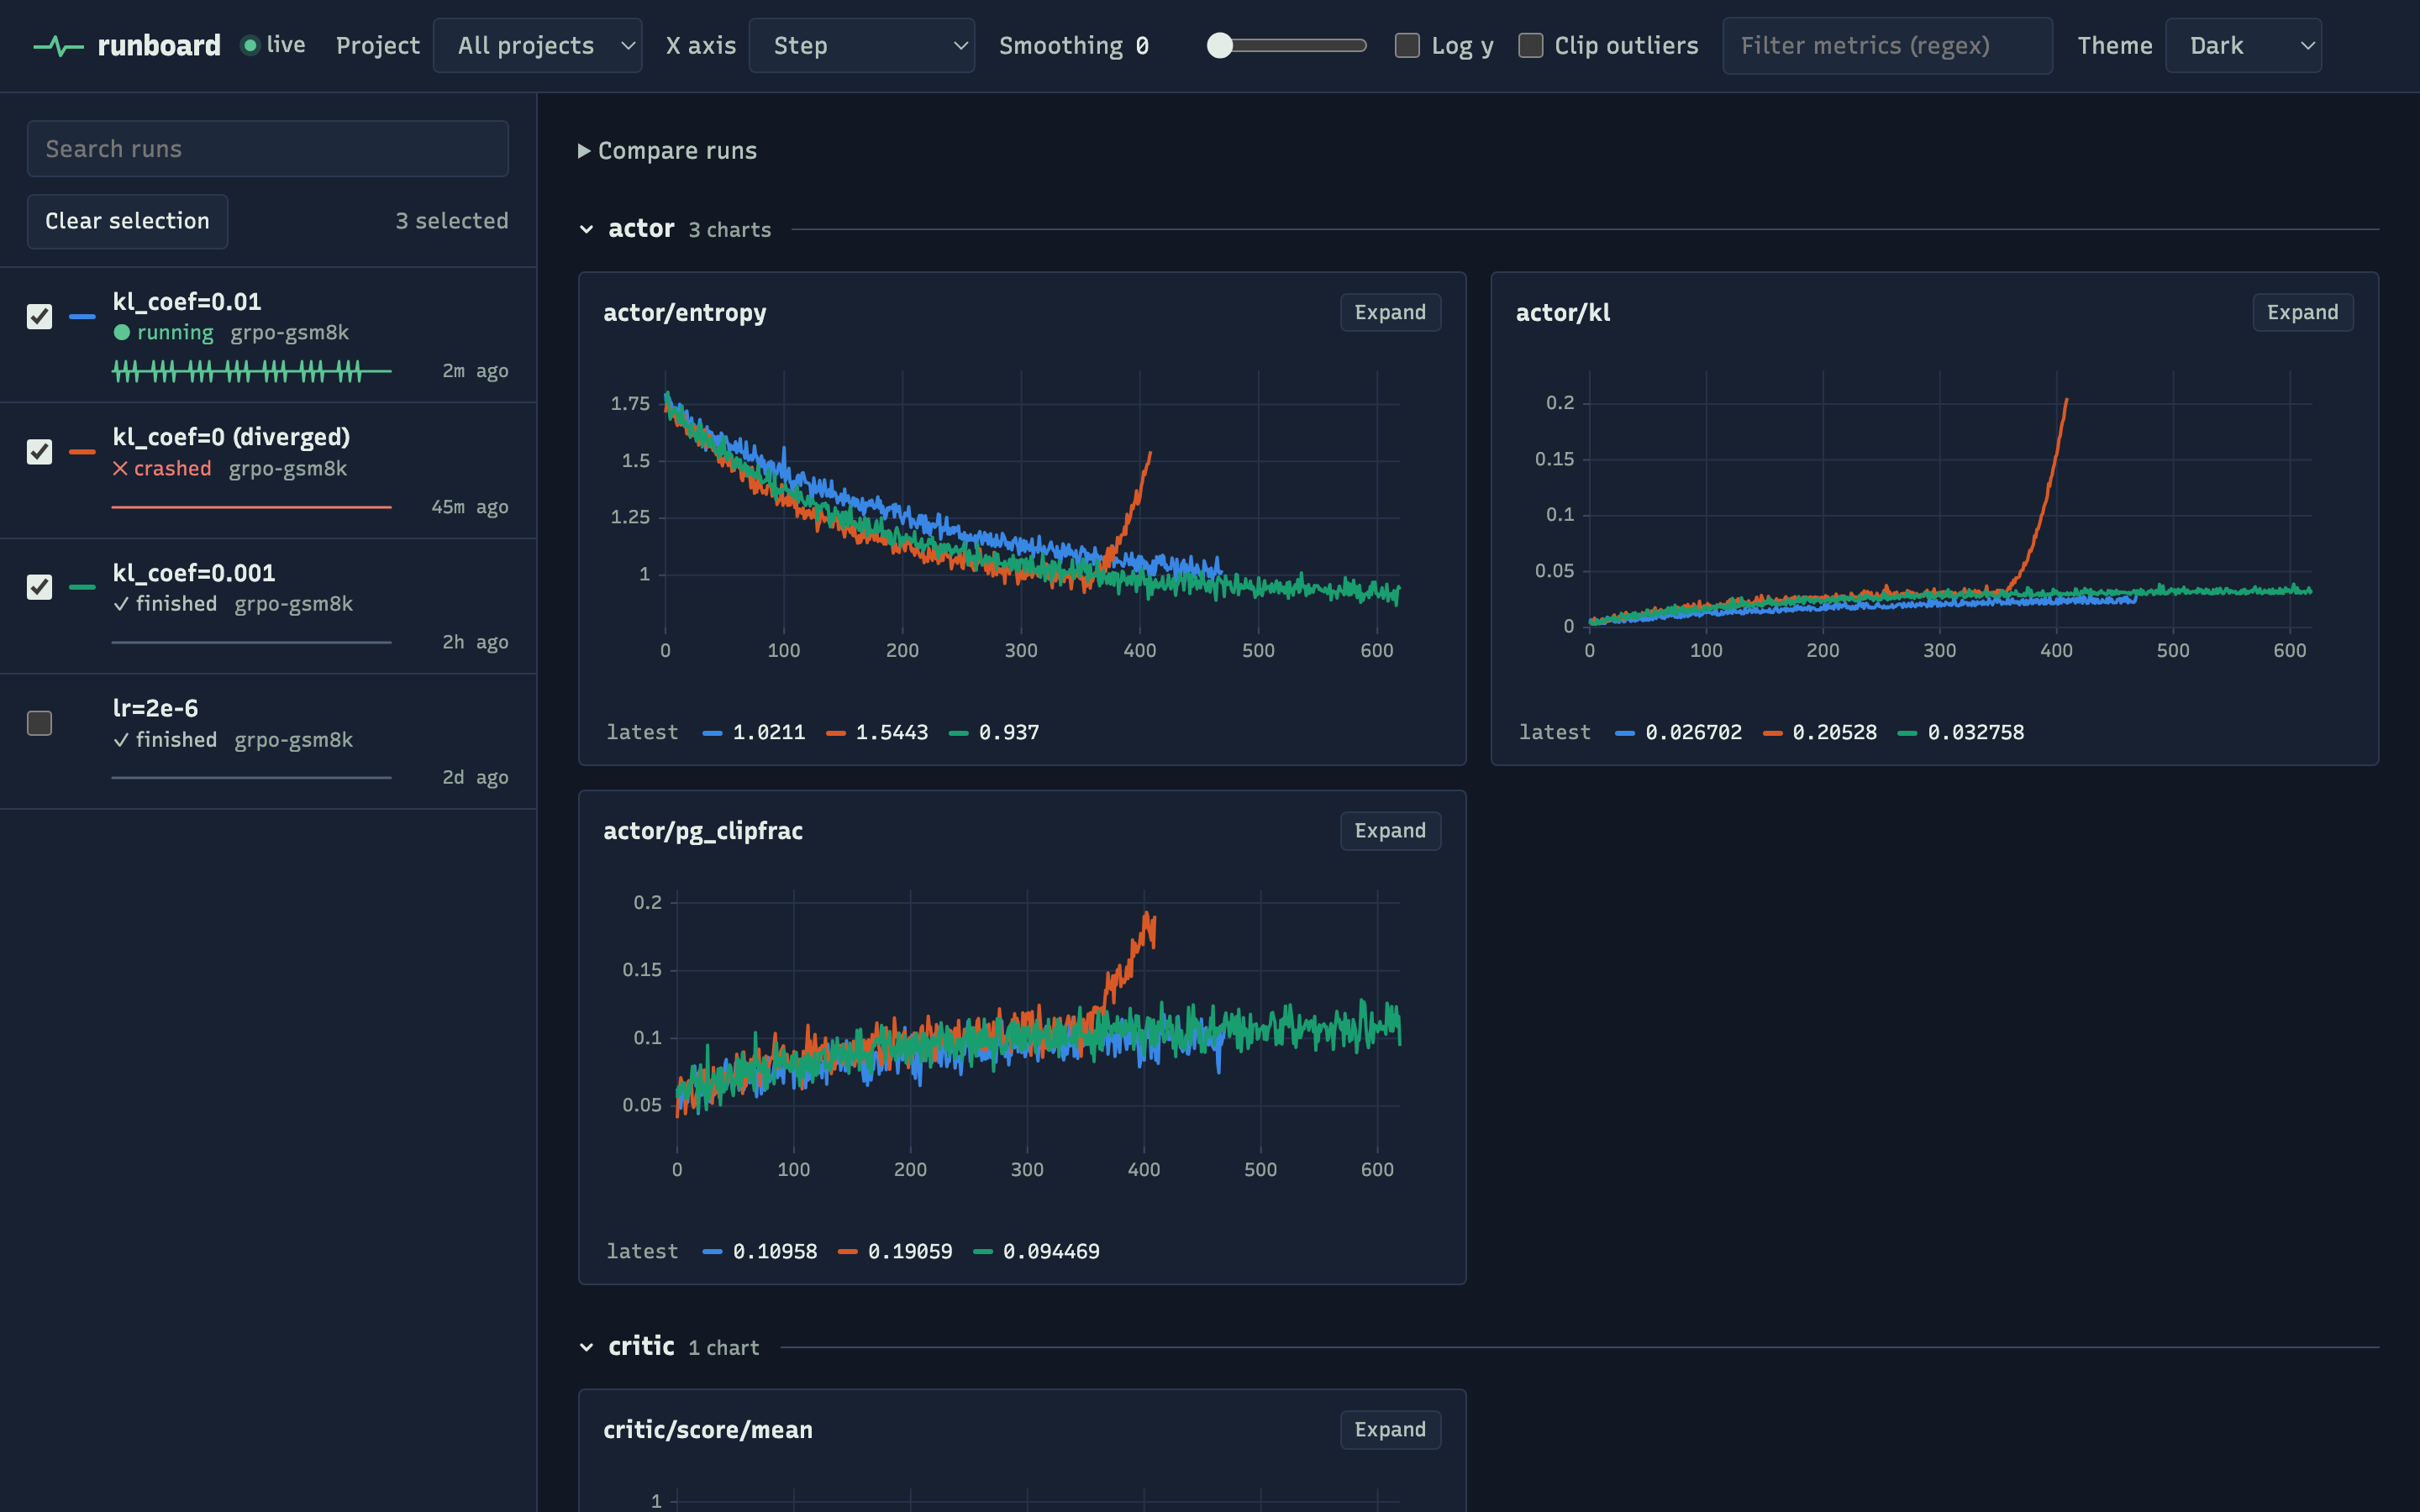 runboard live Project All projects X axis Step Smoothing 0 Log y Clip outliers Filter metrics (regex) Theme Dark
Search runs
Clear selection 3 selected
kl_coef=0.01
running grpo-gsm8k
2m ago
kl_coef=0 (diverged)
crashed grpo-gsm8k
45m ago
kl_coef=0.001
finished grpo-gsm8k
2h ago
lr=2e-6
finished grpo-gsm8k
2d ago
Compare runs
actor 3 charts
actor/entropy Expand
1.75
1.5
1.25
1
0 100 200 300 400 500 600
latest 1.0211 1.5443 0.937
actor/kl Expand
0.2
0.15
0.1
0.05
0
0 100 200 300 400 500 600
latest 0.026702 0.20528 0.032758
actor/pg_clipfrac Expand
0.2
0.15
0.1
0.05
0 100 200 300 400 500 600
latest 0.10958 0.19059 0.094469
critic 1 chart
critic/score/mean Expand
1